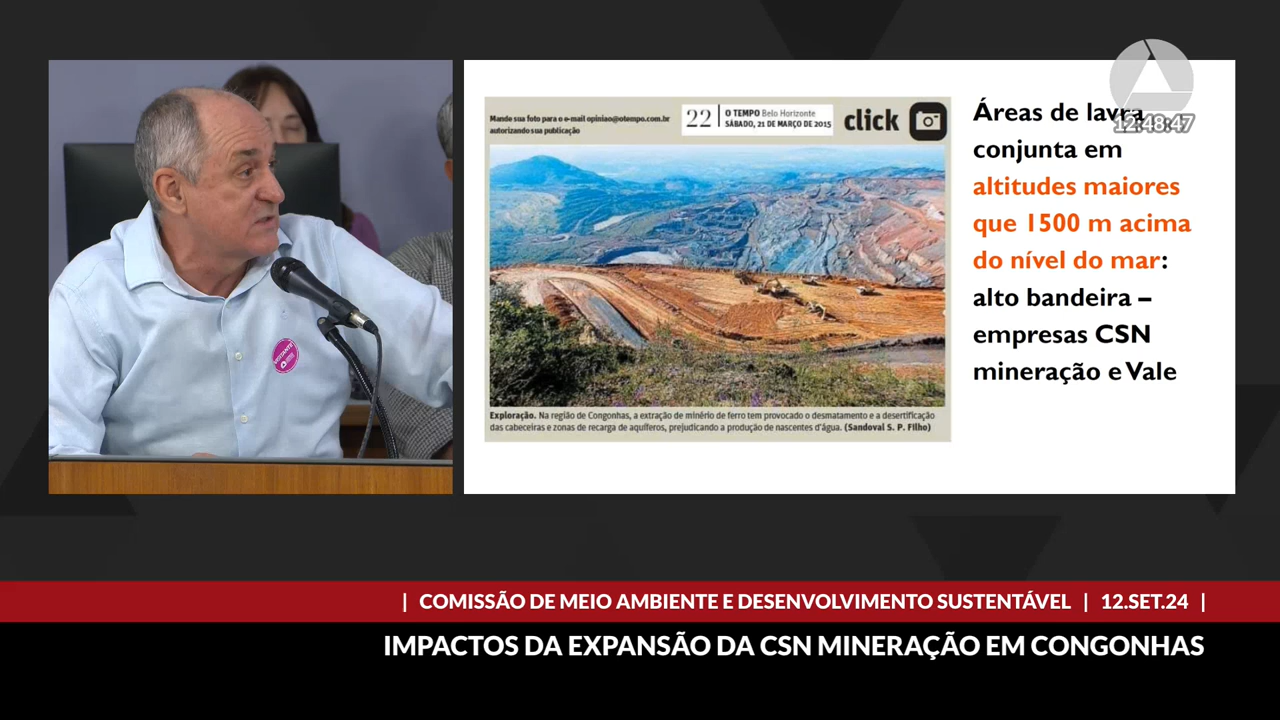 Mande sua foto para o e-mail opiniao@otempo.com.br
autorizando sua publicação
22
O TEMPO Belo Horizonte
SÁBADO, 21 DE MARÇO DE 2015
click
Exploração. Na região de Congonhas, a extração de minério de ferro tem provocado o desmatamento e a desertificação
das cabeceiras e zonas de recarga de aquíferos, prejudicando a produção de nascentes d'água. (Sandoval S. P. Filho)
Áreas de lavra
12:48:47
conjunta em
altitudes maiores
que 1500 m acima
do nível do mar:
alto bandeira –
empresas CSN
mineração e Vale
VISITANTE
| COMISSÃO DE MEIO AMBIENTE E DESENVOLVIMENTO SUSTENTÁVEL | 12.SET.24 |
IMPACTOS DA EXPANSÃO DA CSN MINERAÇÃO EM CONGONHAS